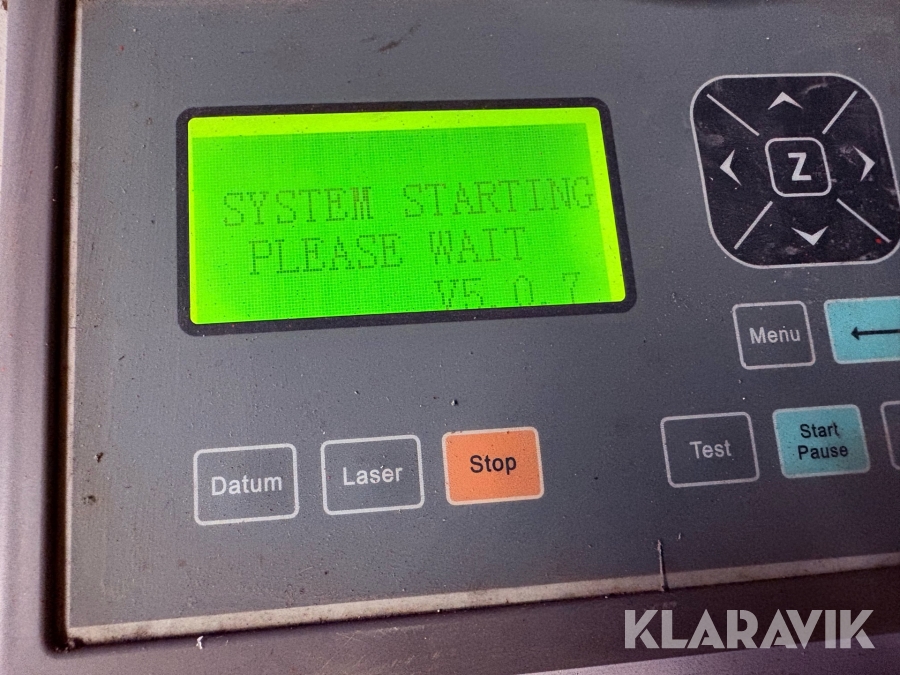 SYSTEM STARTING
PLEASE WAIT
V5.0.7
Z
Menu
Datum
Laser
Stop
Test
Start
Pause
KLARAVIK